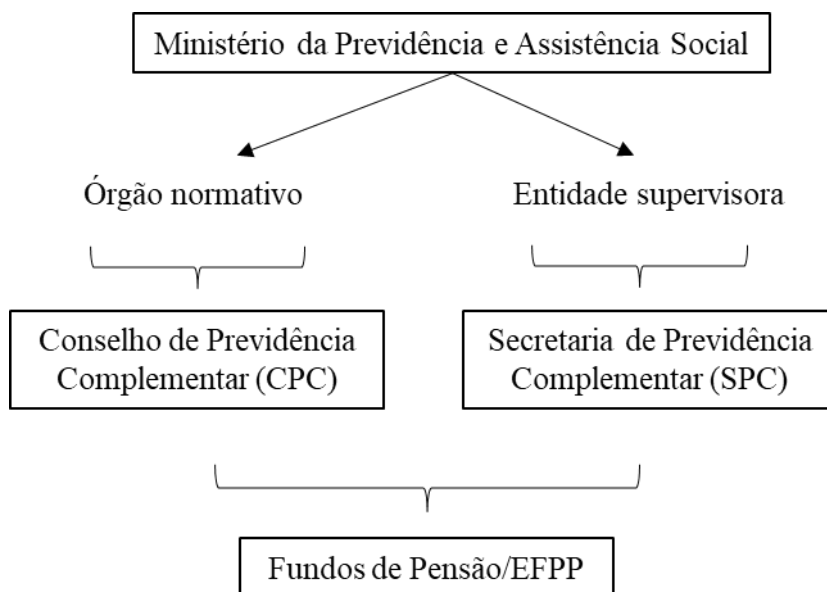 Ministério da Previdência e Assistência Social
Órgão normativo
Entidade supervisora
Conselho de Previdência
Complementar (CPC)
Secretaria de Previdência
Complementar (SPC)
Fundos de Pensão/EFPP